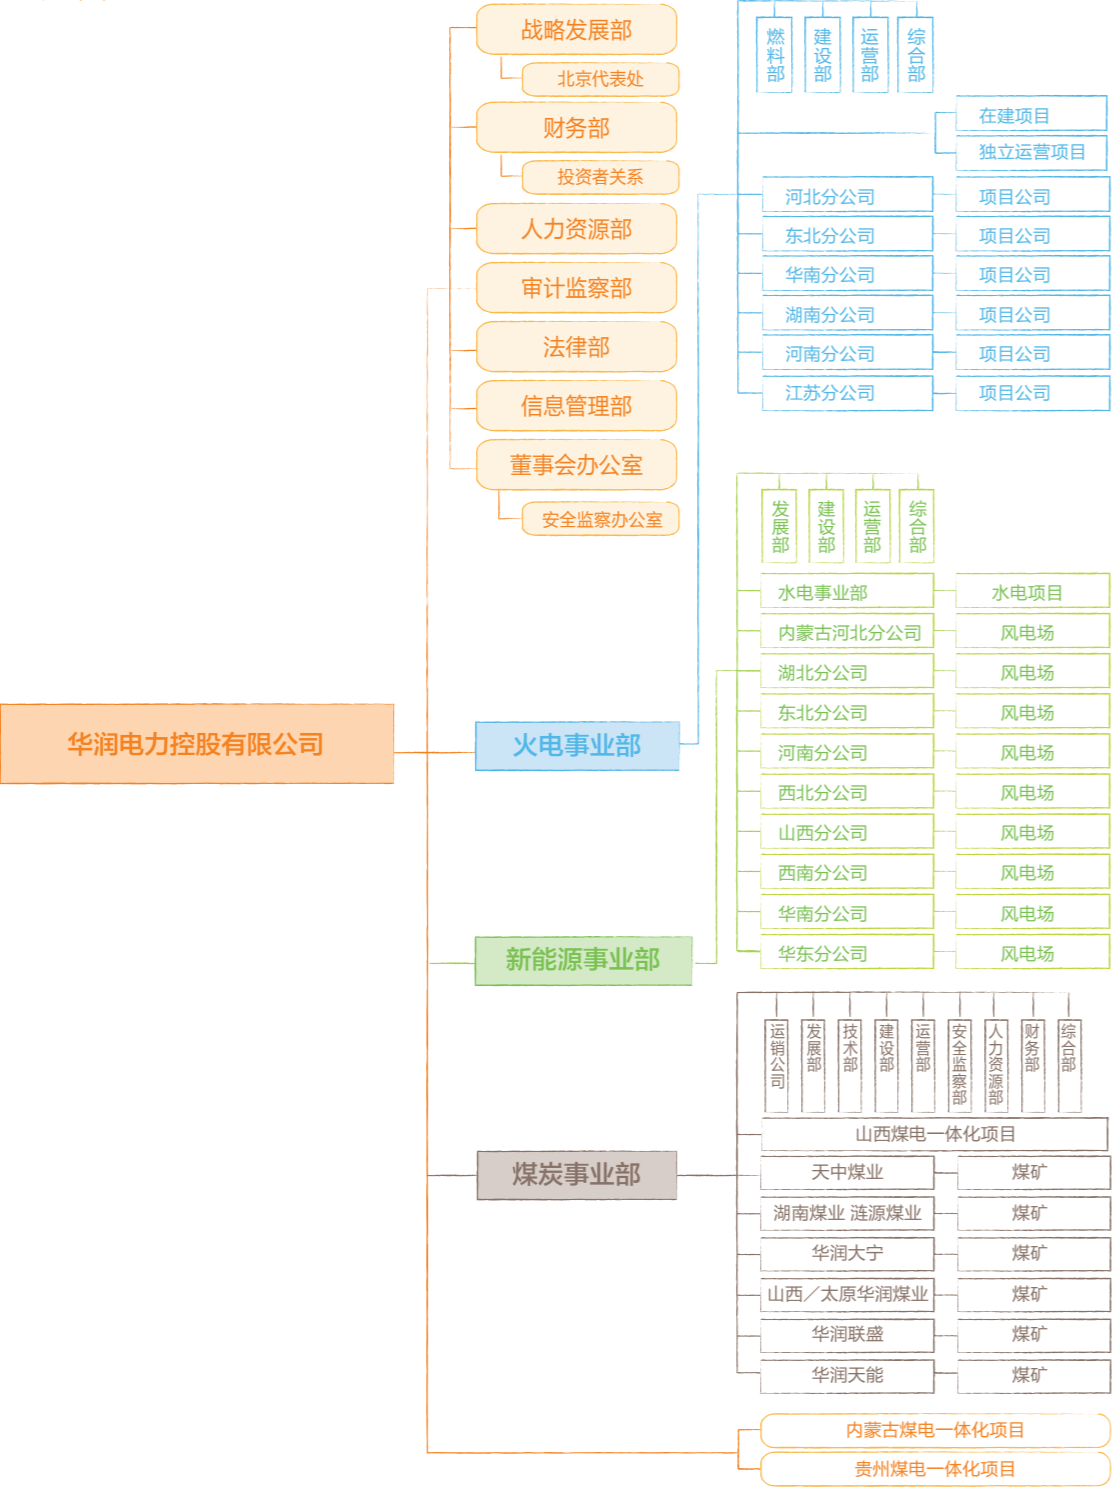 战略发展部
北京代表处
财务部
投资者关系
人力资源部
审计监察部
法律部
信息管理部
董事会办公室
安全监察办公室
华润电力控股有限公司
火电事业部
燃料部
建设部
运营部
综合部
在建项目
独立运营项目
河北分公司 项目公司
东北分公司 项目公司
华南分公司 项目公司
湖南分公司 项目公司
河南分公司 项目公司
江苏分公司 项目公司
新能源事业部
发展部
建设部
运营部
综合部
水电事业部 水电项目
内蒙古河北分公司 风电场
湖北分公司 风电场
东北分公司 风电场
河南分公司 风电场
西北分公司 风电场
山西分公司 风电场
西南分公司 风电场
华南分公司 风电场
华东分公司 风电场
煤炭事业部
运销公司
发展部
技术部
建设部
运营部
安全监察部
人力资源部
财务部
综合部
山西煤电一体化项目
天中煤业 煤矿
湖南煤业 涟源煤业 煤矿
华润大宁 煤矿
山西／太原华润煤业 煤矿
华润联盛 煤矿
华润天能 煤矿
内蒙古煤电一体化项目
贵州煤电一体化项目